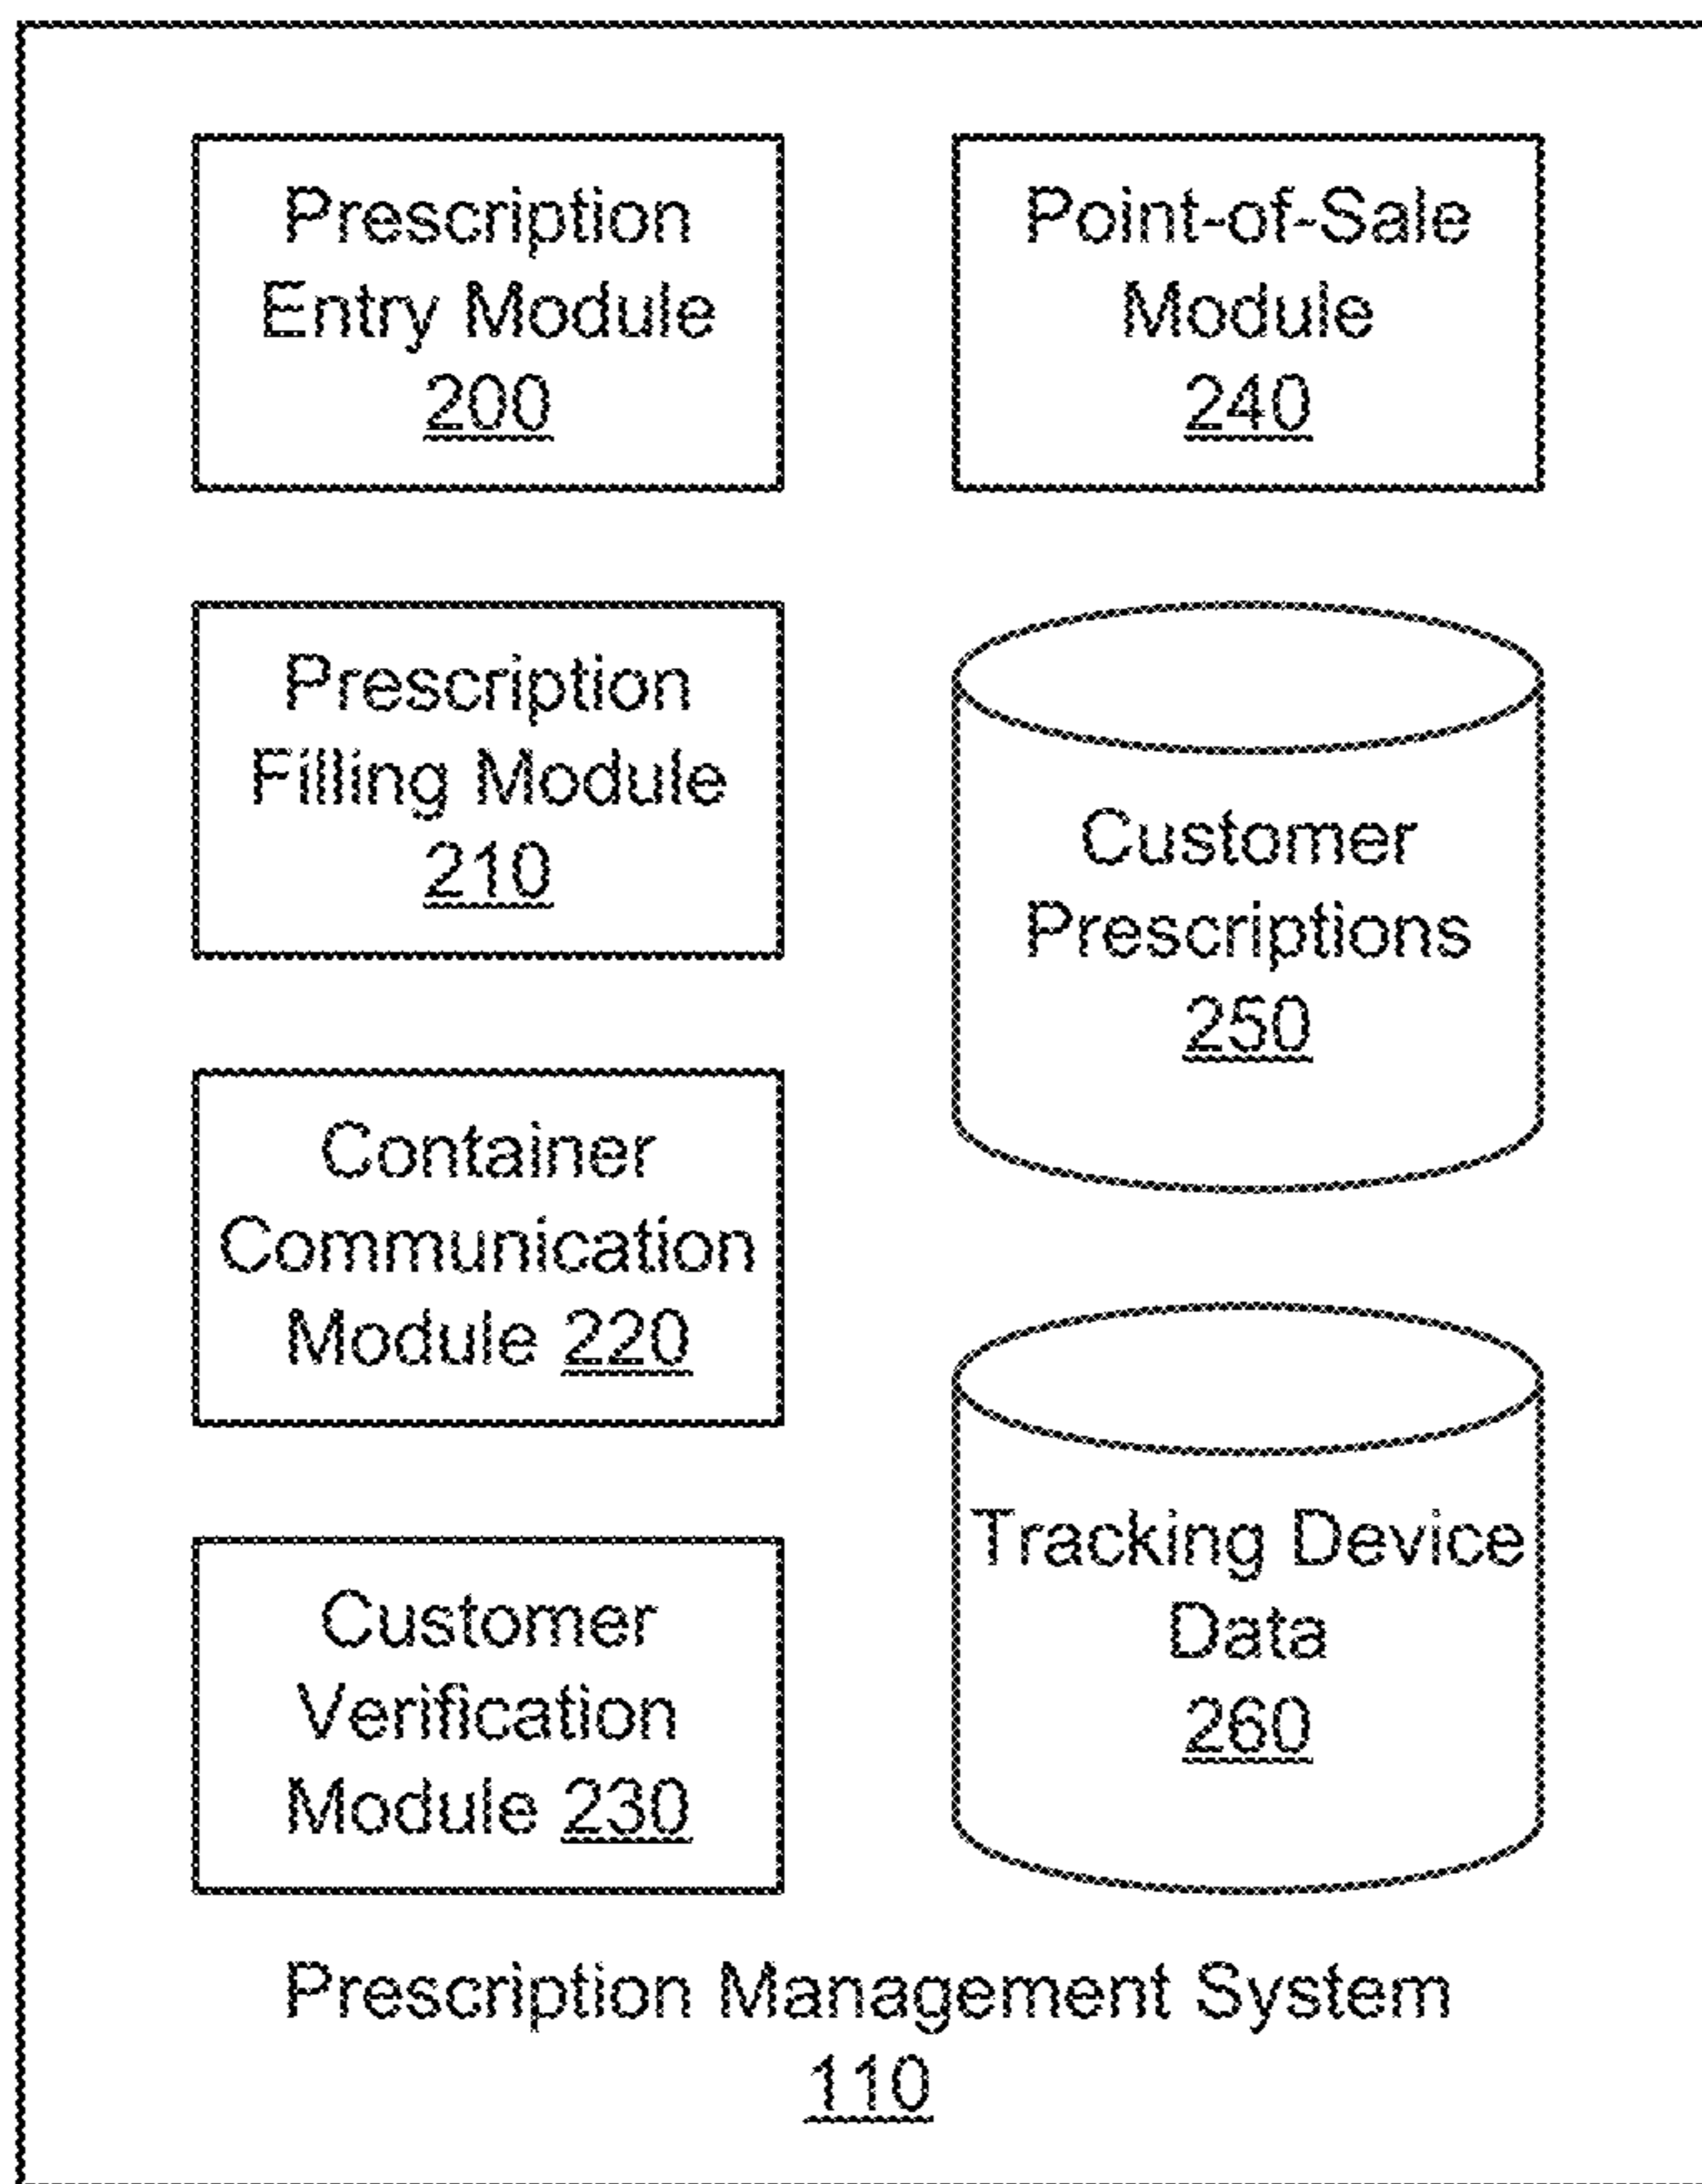 Prescription
Entry Module
200
Prescription
Filling Module
210
Container
Communication
Module 220
Customer
Verification
Module 230
Point-of-Sale
Module
240
Customer
Prescriptions
250
Tracking Device
Data
260
Prescription Management System
110